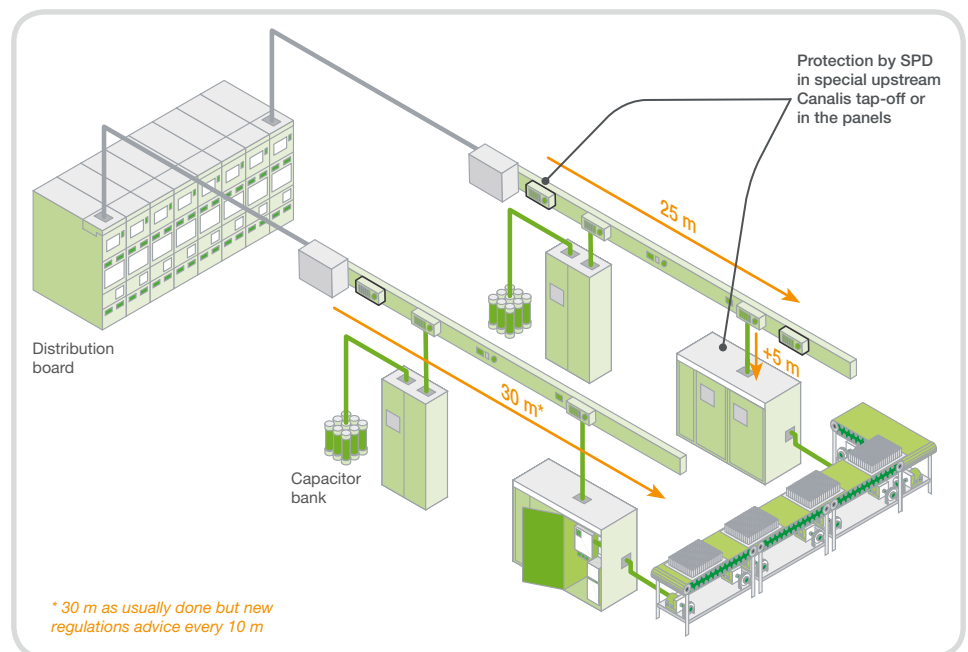 Protection by SPD
in special upstream
Canalis tap-off or
in the panels
25 m
+5 m
30 m*
Distribution
board
Capacitor
bank
* 30 m as usually done but new
regulations advice every 10 m